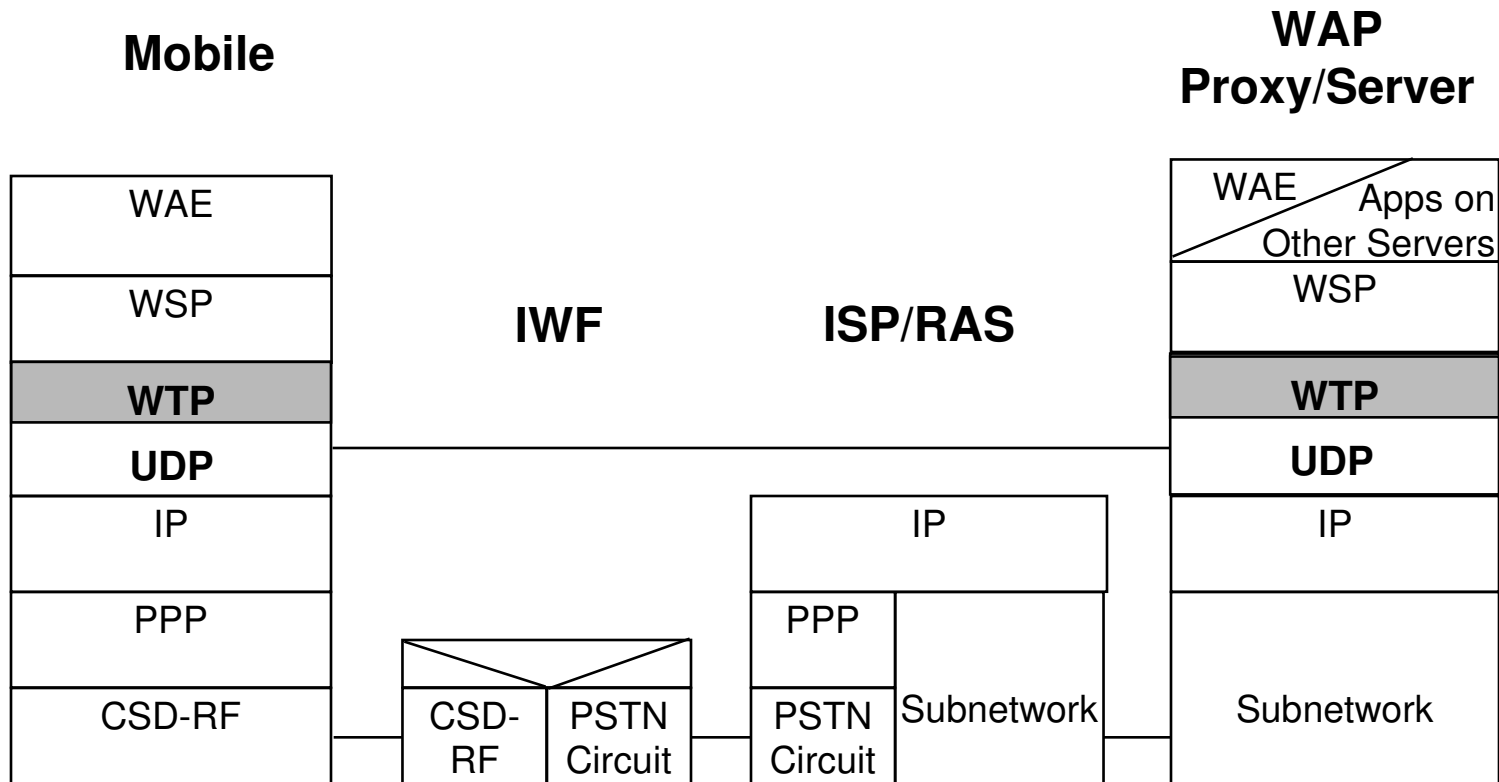 Mobile
WAP
Proxy/Server
WAE
WSP
WTP
UDP
IP
PPP
CSD-RF
IWF
CSD-
RF
PSTN
Circuit
ISP/RAS
IP
PPP
PSTN
Circuit
Subnetwork
WAE
Apps on
Other Servers
WSP
WTP
UDP
IP
Subnetwork